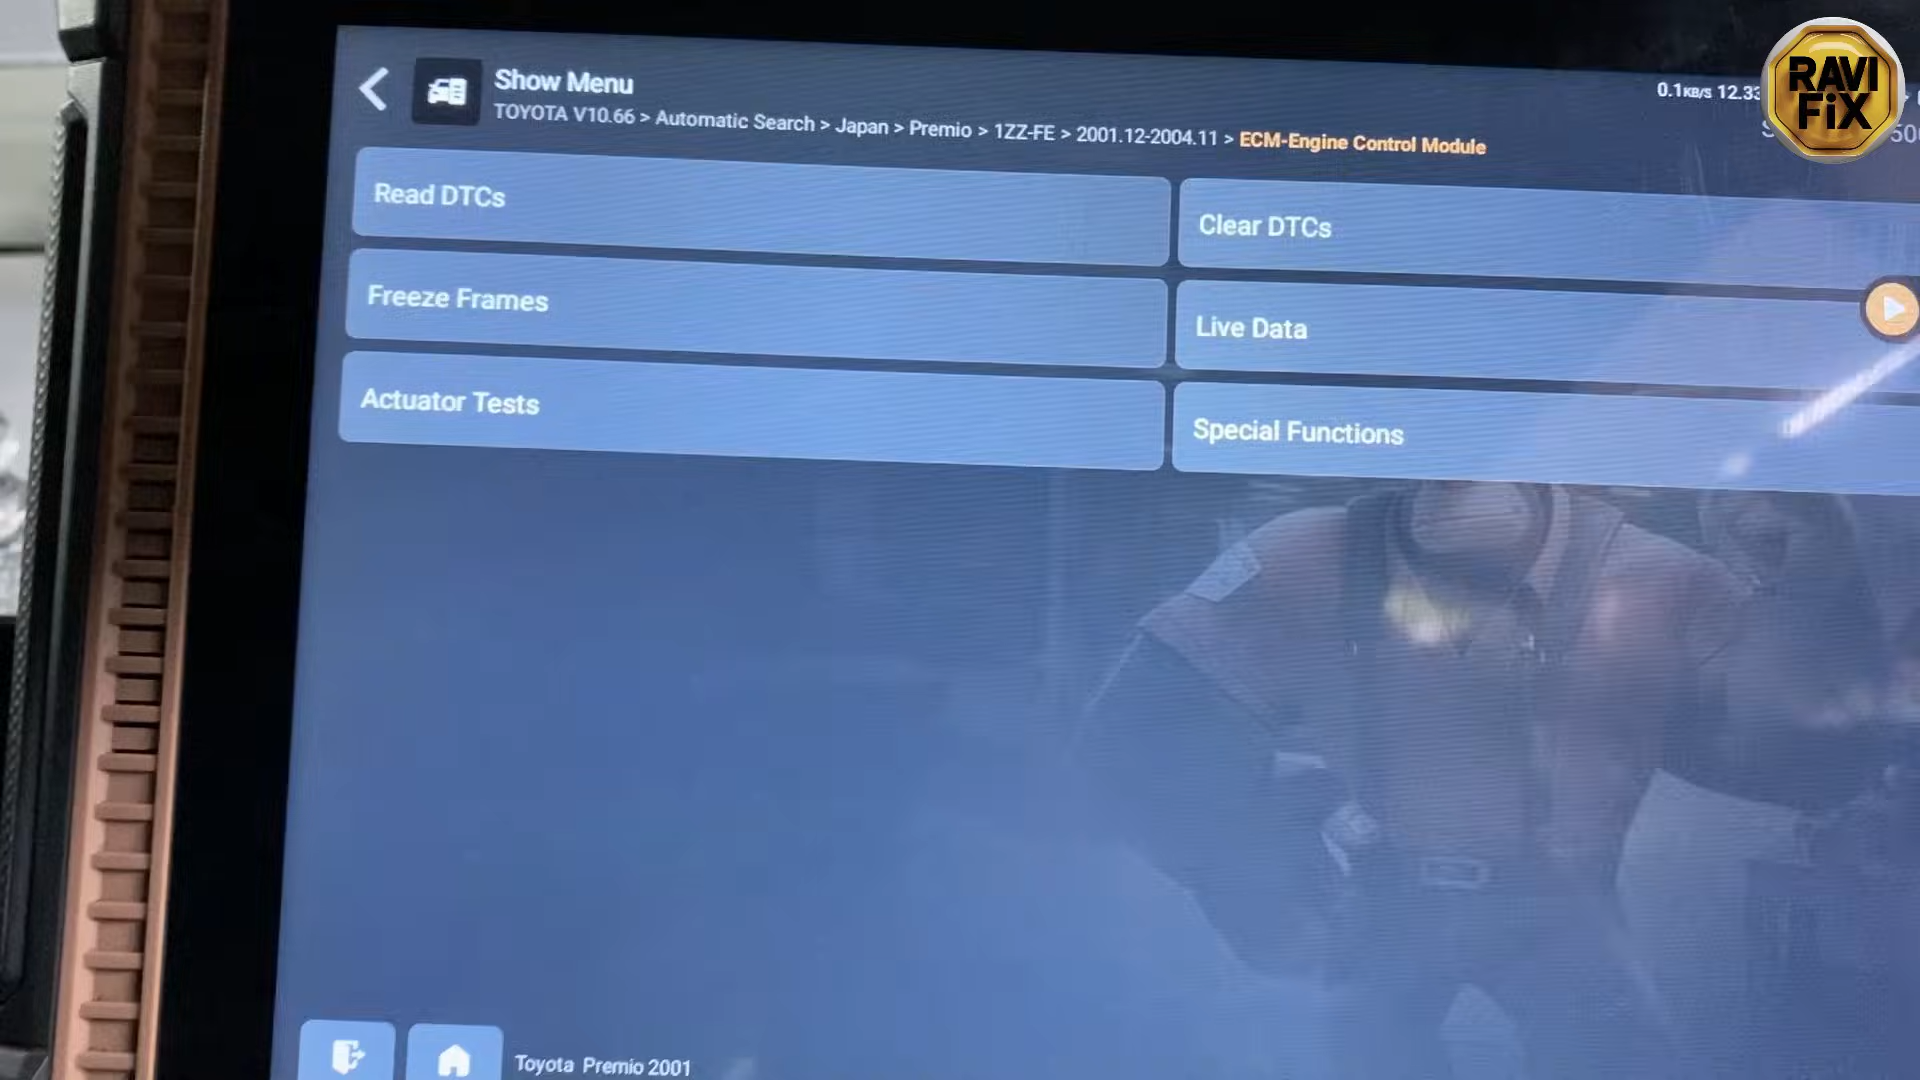 Show Menu
0.1KB/S 12.33
TOYOTA V10.66 > Automatic Search > Japan > Premio > 1ZZ-FE > 2001.12-2004.11 > ECM-Engine Control Module
RAVI
FiX
Read DTCs
Clear DTCs
Freeze Frames
Live Data
Actuator Tests
Special Functions
Toyota Premio 2001